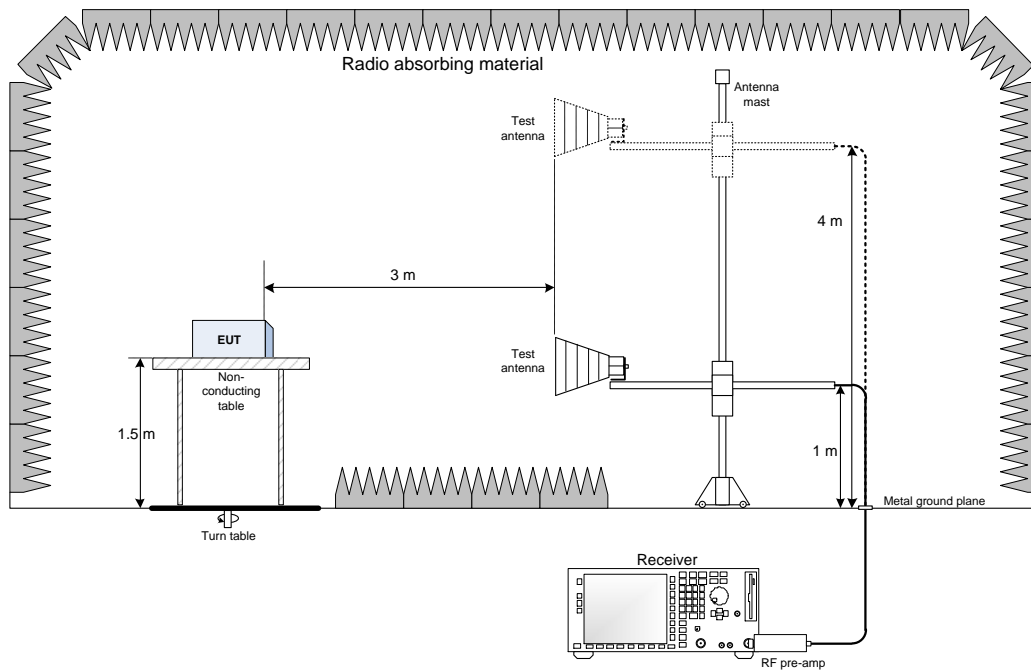 Radio absorbing material
Antenna
mast
Test
antenna
4 m
3 m
EUT
Test
antenna
Non-
conducting
table
1.5 m
1 m
Metal ground plane
Turn table
Receiver
RF pre-amp